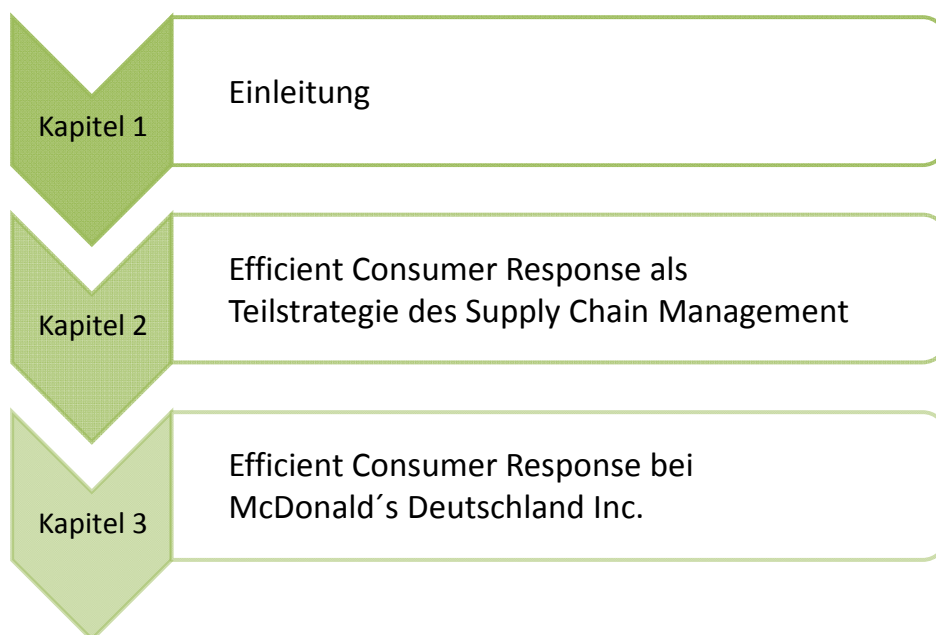 Kapitel 1
Einleitung
Kapitel 2
Efficient Consumer Response als
Teilstrategie des Supply Chain Management
Kapitel 3
Efficient Consumer Response bei
McDonald´s Deutschland Inc.